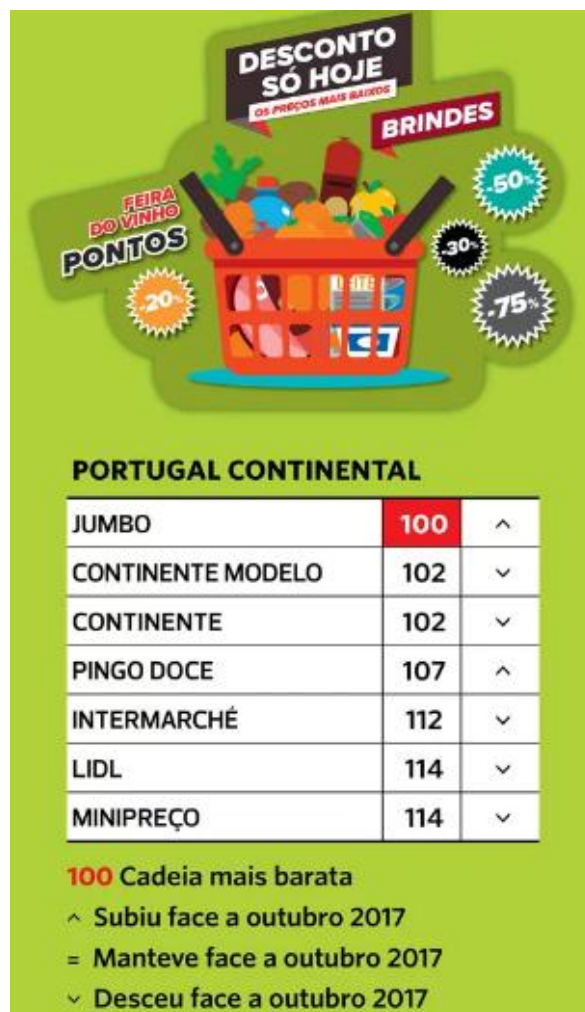 DESCONTO
SÓ HOJE
OS PREÇOS MAIS BAIXOS
BRINDES
-50%
FEIRA
DO VINHO
PONTOS
-30%
-20%
-75%
PORTUGAL CONTINENTAL
JUMBO 100 ^
CONTINENTE MODELO 102 ˅
CONTINENTE 102 ˅
PINGO DOCE 107 ^
INTERMARCHÉ 112 ˅
LIDL 114 ˅
MINIPREÇO 114 ˅
100 Cadeia mais barata
^ Subiu face a outubro 2017
= Manteve face a outubro 2017
˅ Desceu face a outubro 2017